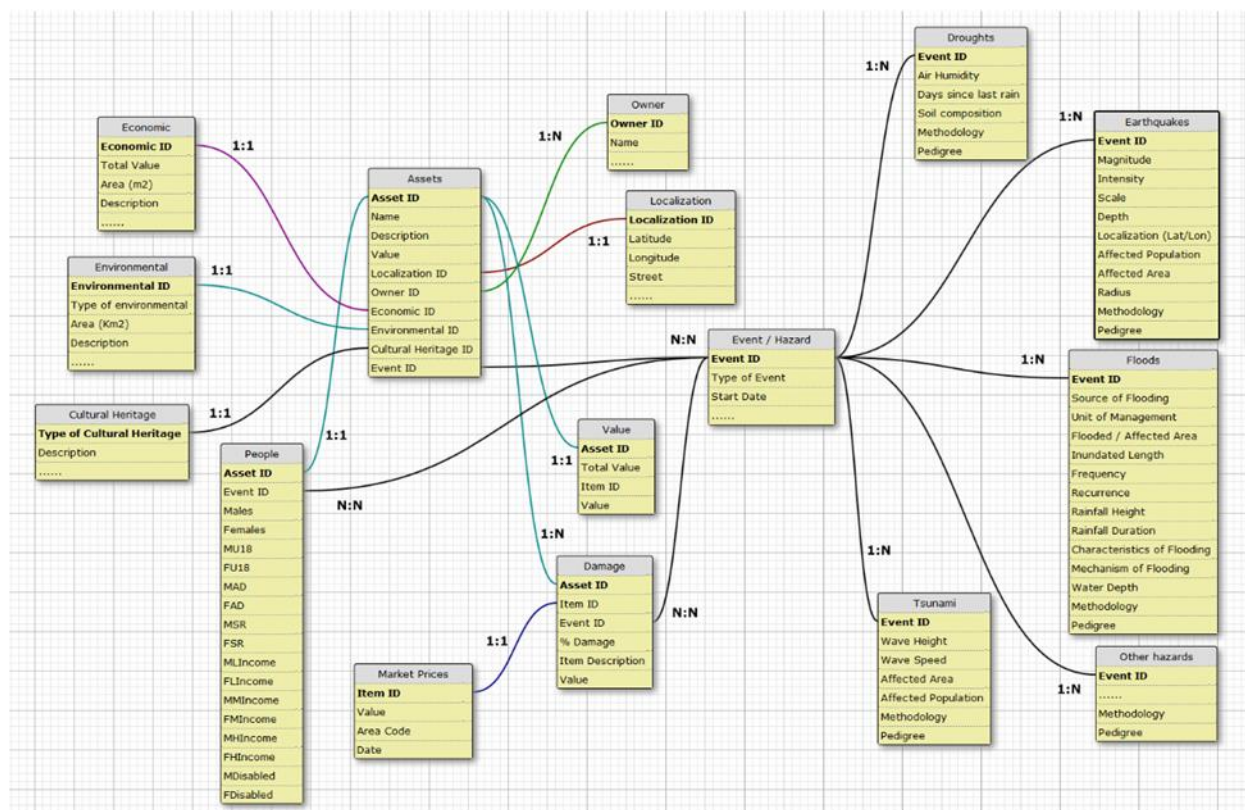 Economic
Economic ID
Total Value
Area (m2)
Description
......
1:1
Environmental
Environmental ID
Type of environmental
Area (Km2)
Description
......
1:1
Cultural Heritage
Type of Cultural Heritage
Description
......
1:1
People
Asset ID
Event ID
Males
Females
MU18
FU18
MAD
FAD
MSR
FSR
MLIncome
FLIncome
MMIncome
FMIncome
MHIncome
FHIncome
MDisabled
FDisabled
1:1
N:N
Assets
Asset ID
Name
Description
Value
Localization ID
Owner ID
Economic ID
Environmental ID
Cultural Heritage ID
Event ID
Owner
Owner ID
Name
......
1:N
Localization
Localization ID
Latitude
Longitude
Street
......
1:1
Value
Asset ID
Total Value
Item ID
Value
1:1
Damage
Asset ID
Item ID
Event ID
% Damage
Item Description
Value
1:N
N:N
Market Prices
Item ID
Value
Area Code
Date
1:1
Event / Hazard
Event ID
Type of Event
Start Date
......
N:N
Droughts
Event ID
Air Humidity
Days since last rain
Soil composition
Methodology
Pedigree
1:N
Earthquakes
Event ID
Magnitude
Intensity
Scale
Depth
Localization (Lat/Lon)
Affected Population
Affected Area
Radius
Methodology
Pedigree
1:N
Floods
Event ID
Source of Flooding
Unit of Management
Flooded / Affected Area
Inundated Length
Frequency
Recurrence
Rainfall Height
Rainfall Duration
Characteristics of Flooding
Mechanism of Flooding
Water Depth
Methodology
Pedigree
1:N
Tsunami
Event ID
Wave Height
Wave Speed
Affected Area
Affected Population
Methodology
Pedigree
1:N
Other hazards
Event ID
......
Methodology
Pedigree
1:N